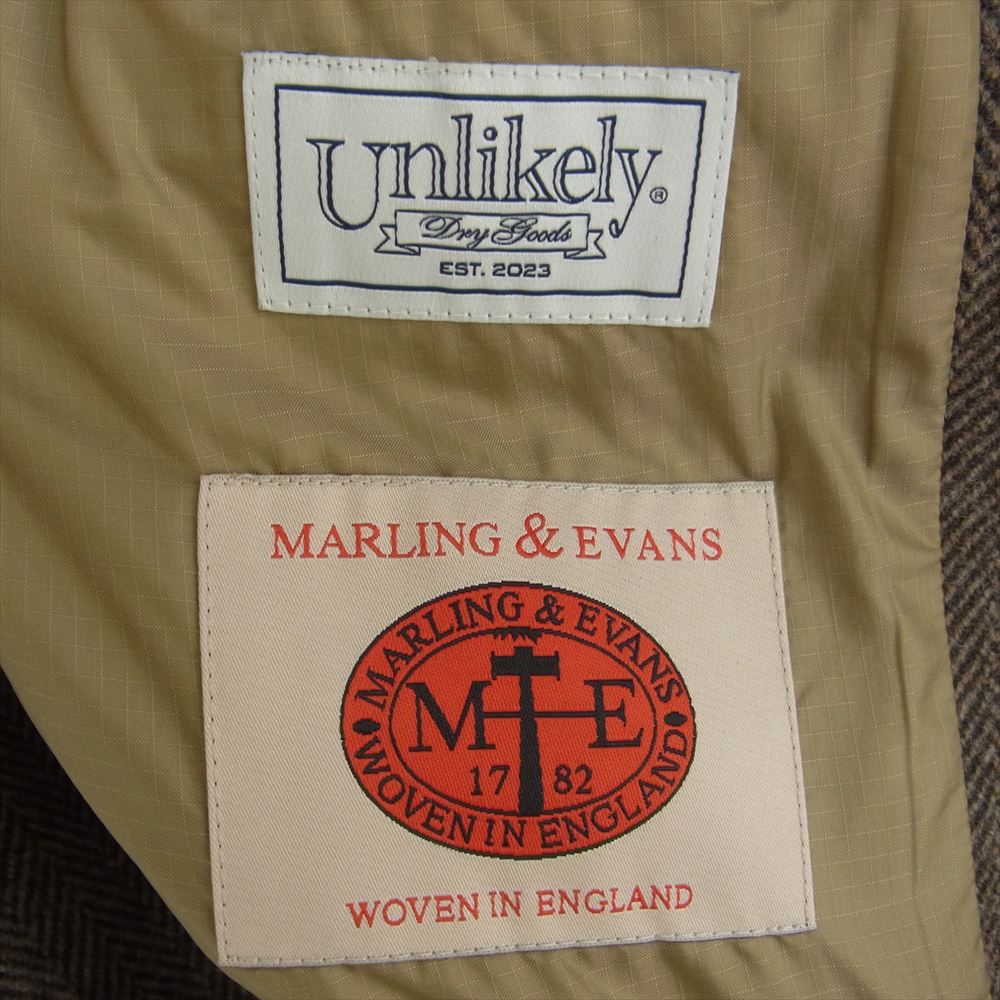 Unlikely®
Dry Goods
EST. 2023
MARLING & EVANS
MARLING & EVANS
M E
17 82
WOVEN IN ENGLAND
WOVEN IN ENGLAND